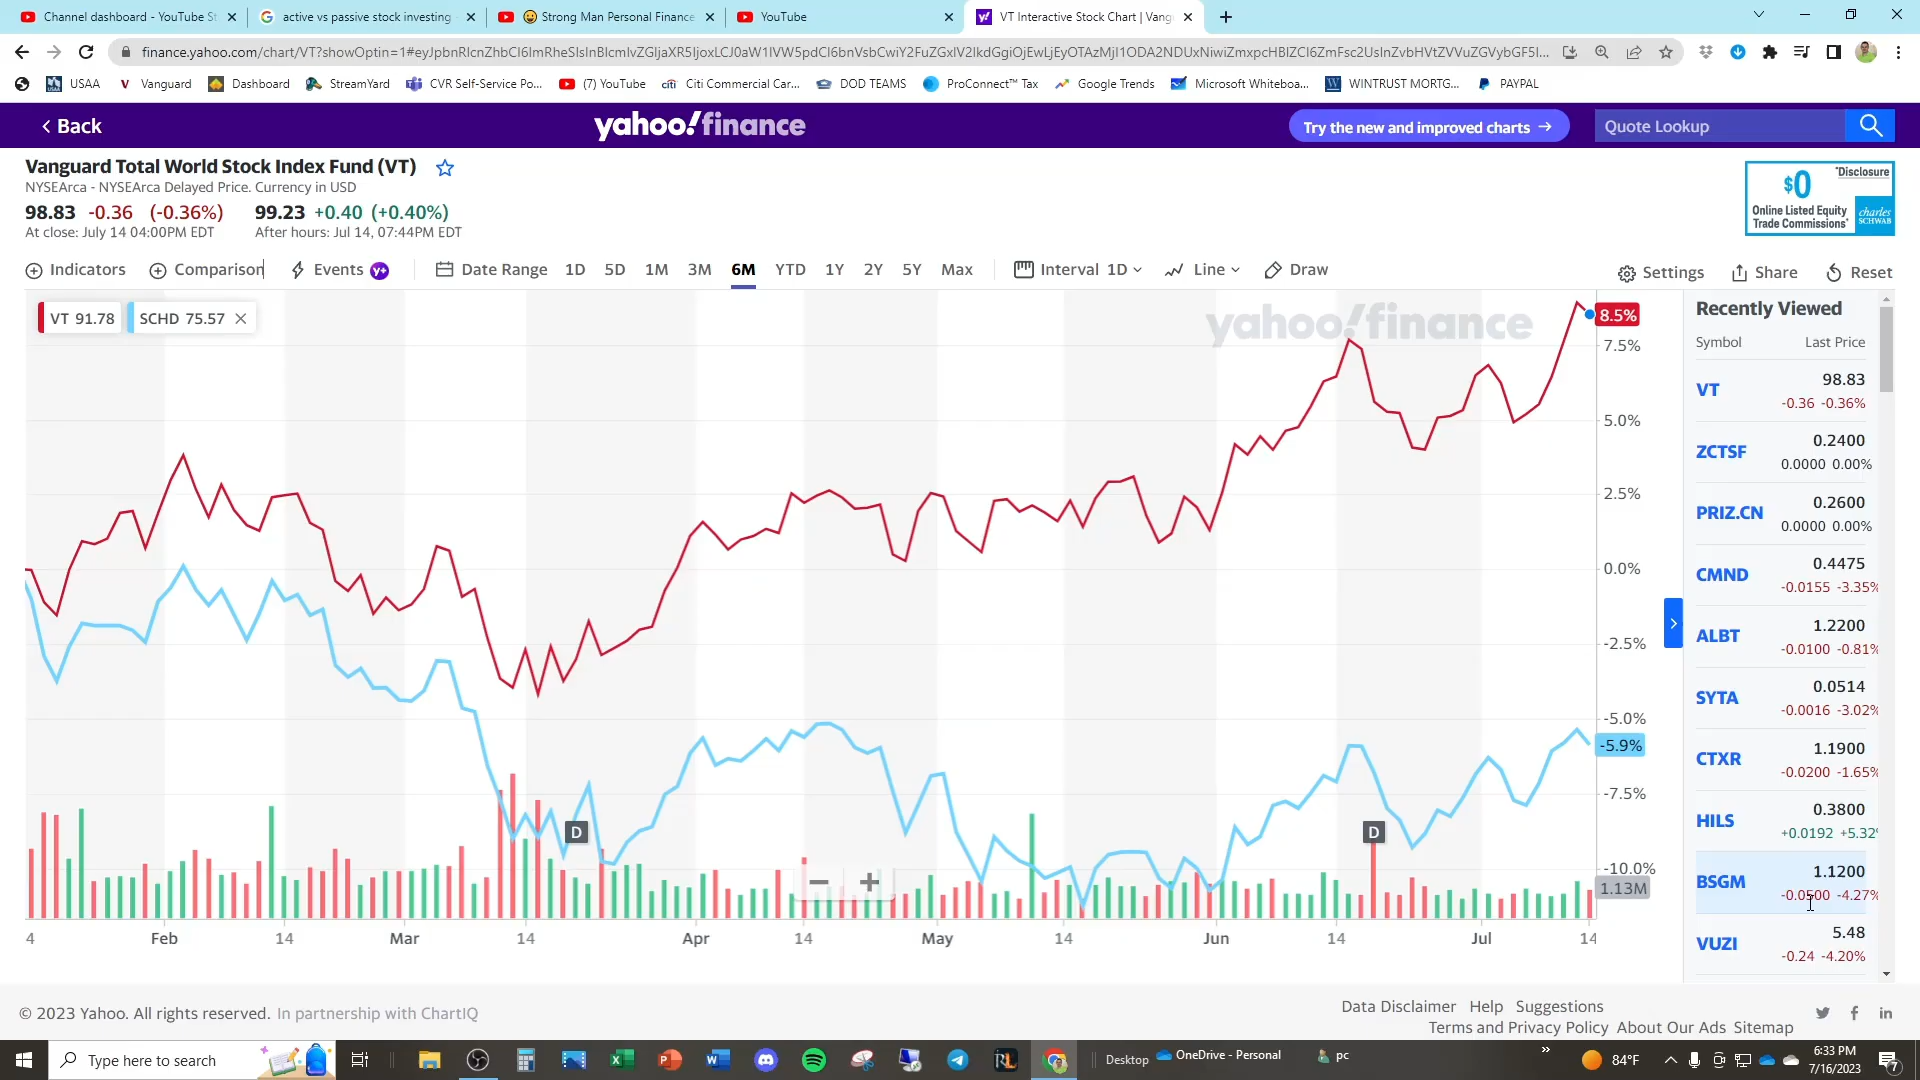 Channel dashboard - YouTube St
active vs passive stock investing
Strong Man Personal Finance
YouTube
VT Interactive Stock Chart | Vang
finance.yahoo.com/chart/VT?showOptin=1#
USAA
Vanguard
Dashboard
StreamYard
CVR Self-Service Po...
(7) YouTube
Citi Commercial Car...
DOD TEAMS
ProConnect™ Tax
Google Trends
Microsoft Whiteboa...
WINTRUST MORTG...
PAYPAL
Back
yahoo!finance
Try the new and improved charts →
Quote Lookup
Vanguard Total World Stock Index Fund (VT)
NYSEArca - NYSEArca Delayed Price. Currency in USD
98.83 -0.36 (-0.36%) 99.23 +0.40 (+0.40%)
At close: July 14 04:00PM EDT After hours: Jul 14, 07:44PM EDT
*Disclosure
$0
Online Listed Equity
Trade Commissions*
charles
SCHWAB
Indicators Comparison Events Y+ Date Range 1D 5D 1M 3M 6M YTD 1Y 2Y 5Y Max Interval 1D Line Draw
Settings Share Reset
VT 91.78 SCHD 75.57
yahoo!finance
8.5%
7.5%
5.0%
2.5%
0.0%
-2.5%
-5.0%
-5.9%
-7.5%
-10.0%
1.13M
D
D
4 Feb 14 Mar 14 Apr 14 May 14 Jun 14 Jul 14
Recently Viewed
Symbol Last Price
VT 98.83
-0.36 -0.36%
ZCTSF 0.2400
0.0000 0.00%
PRIZ.CN 0.2600
0.0000 0.00%
CMND 0.4475
-0.0155 -3.35%
ALBT 1.2200
-0.0100 -0.81%
SYTA 0.0514
-0.0016 -3.02%
CTXR 1.1900
-0.0200 -1.65%
HILS 0.3800
+0.0192 +5.32%
BSGM 1.1200
-0.0500 -4.27%
VUZI 5.48
-0.24 -4.20%
© 2023 Yahoo. All rights reserved. In partnership with ChartIQ
Data Disclaimer Help Suggestions
Terms and Privacy Policy About Our Ads Sitemap
Type here to search
Desktop
OneDrive - Personal
pc
84°F
6:33 PM
7/16/2023
7